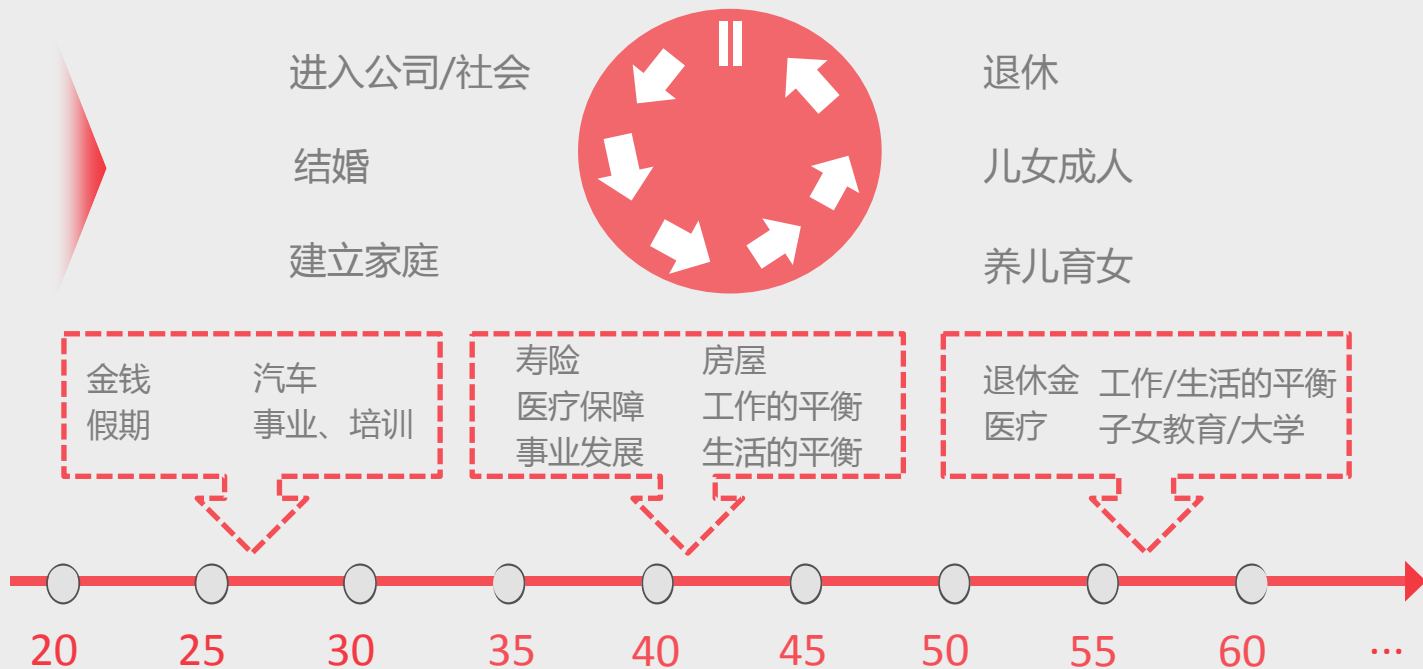 进入公司/社会
结婚
建立家庭
退休
儿女成人
养儿育女
金钱 汽车
假期 事业、培训
寿险 房屋
医疗保障 工作的平衡
事业发展 生活的平衡
退休金 工作/生活的平衡
医疗 子女教育/大学
20 25 30 35 40 45 50 55 60 ...